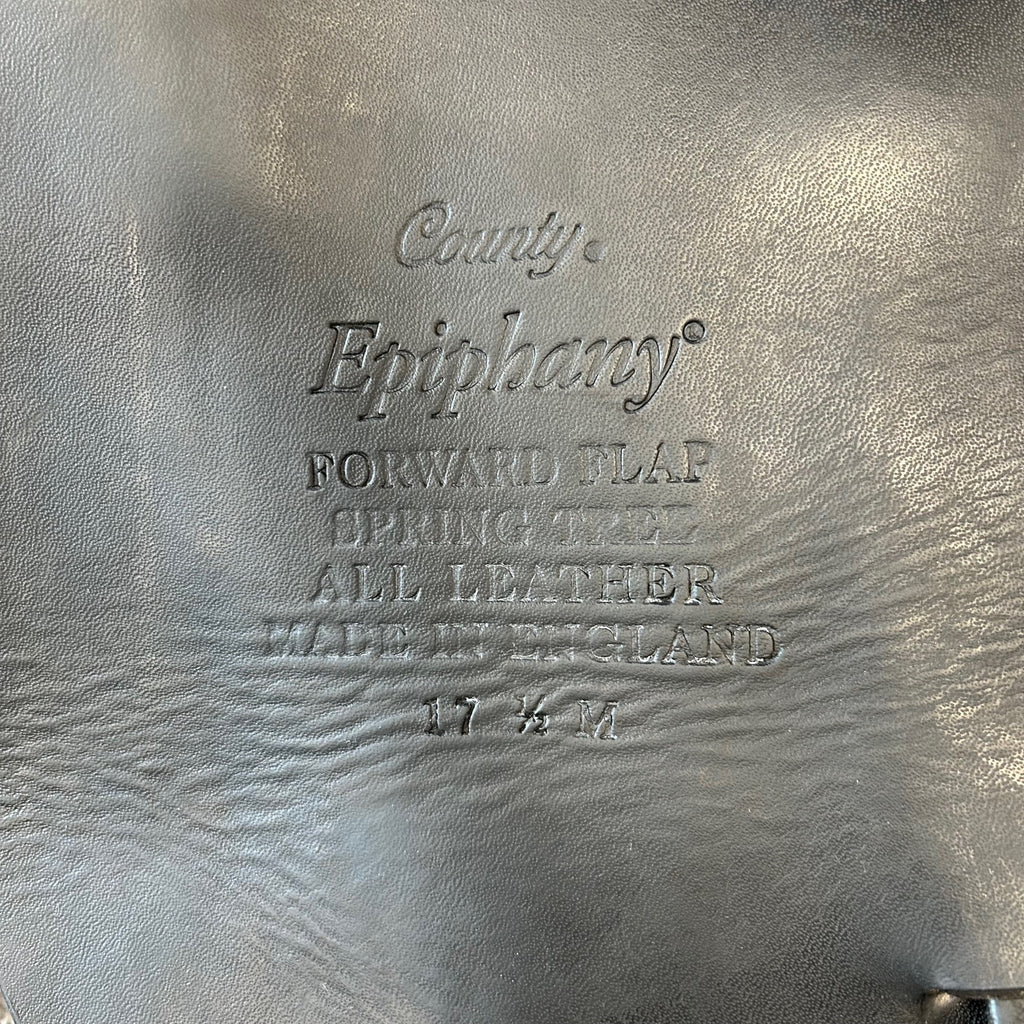 County.
Epiphany®
FORWARD FLAP
SPRING TREE
ALL LEATHER
MADE IN ENGLAND
17 ½ M